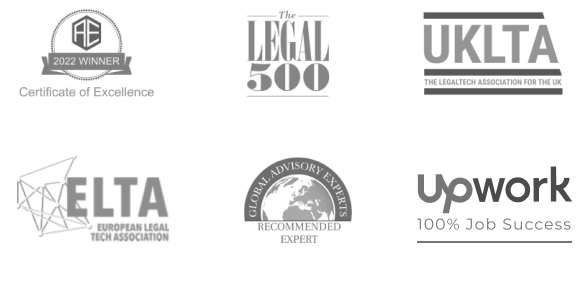 AE
2022 WINNER
Certificate of Excellence
The
LEGAL
500
UKLTA
THE LEGALTECH ASSOCIATION FOR THE UK
ELTA
EUROPEAN LEGAL
TECH ASSOCIATION
GLOBAL ADVISORY EXPERTS
RECOMMENDED
EXPERT
upwork
100% Job Success